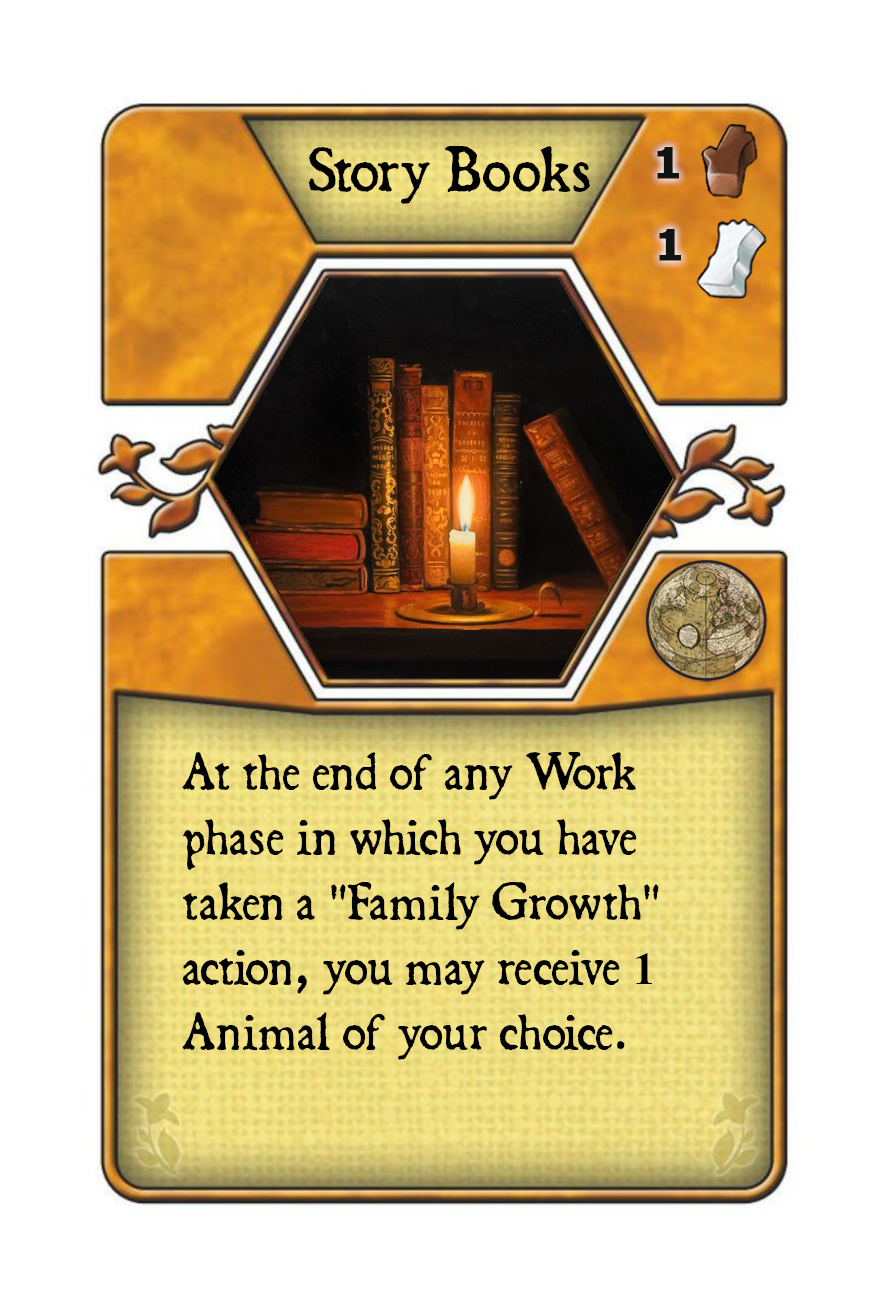 Story Books
1
1
At the end of any Work
phase in which you have
taken a "Family Growth"
action, you may receive 1
Animal of your choice.